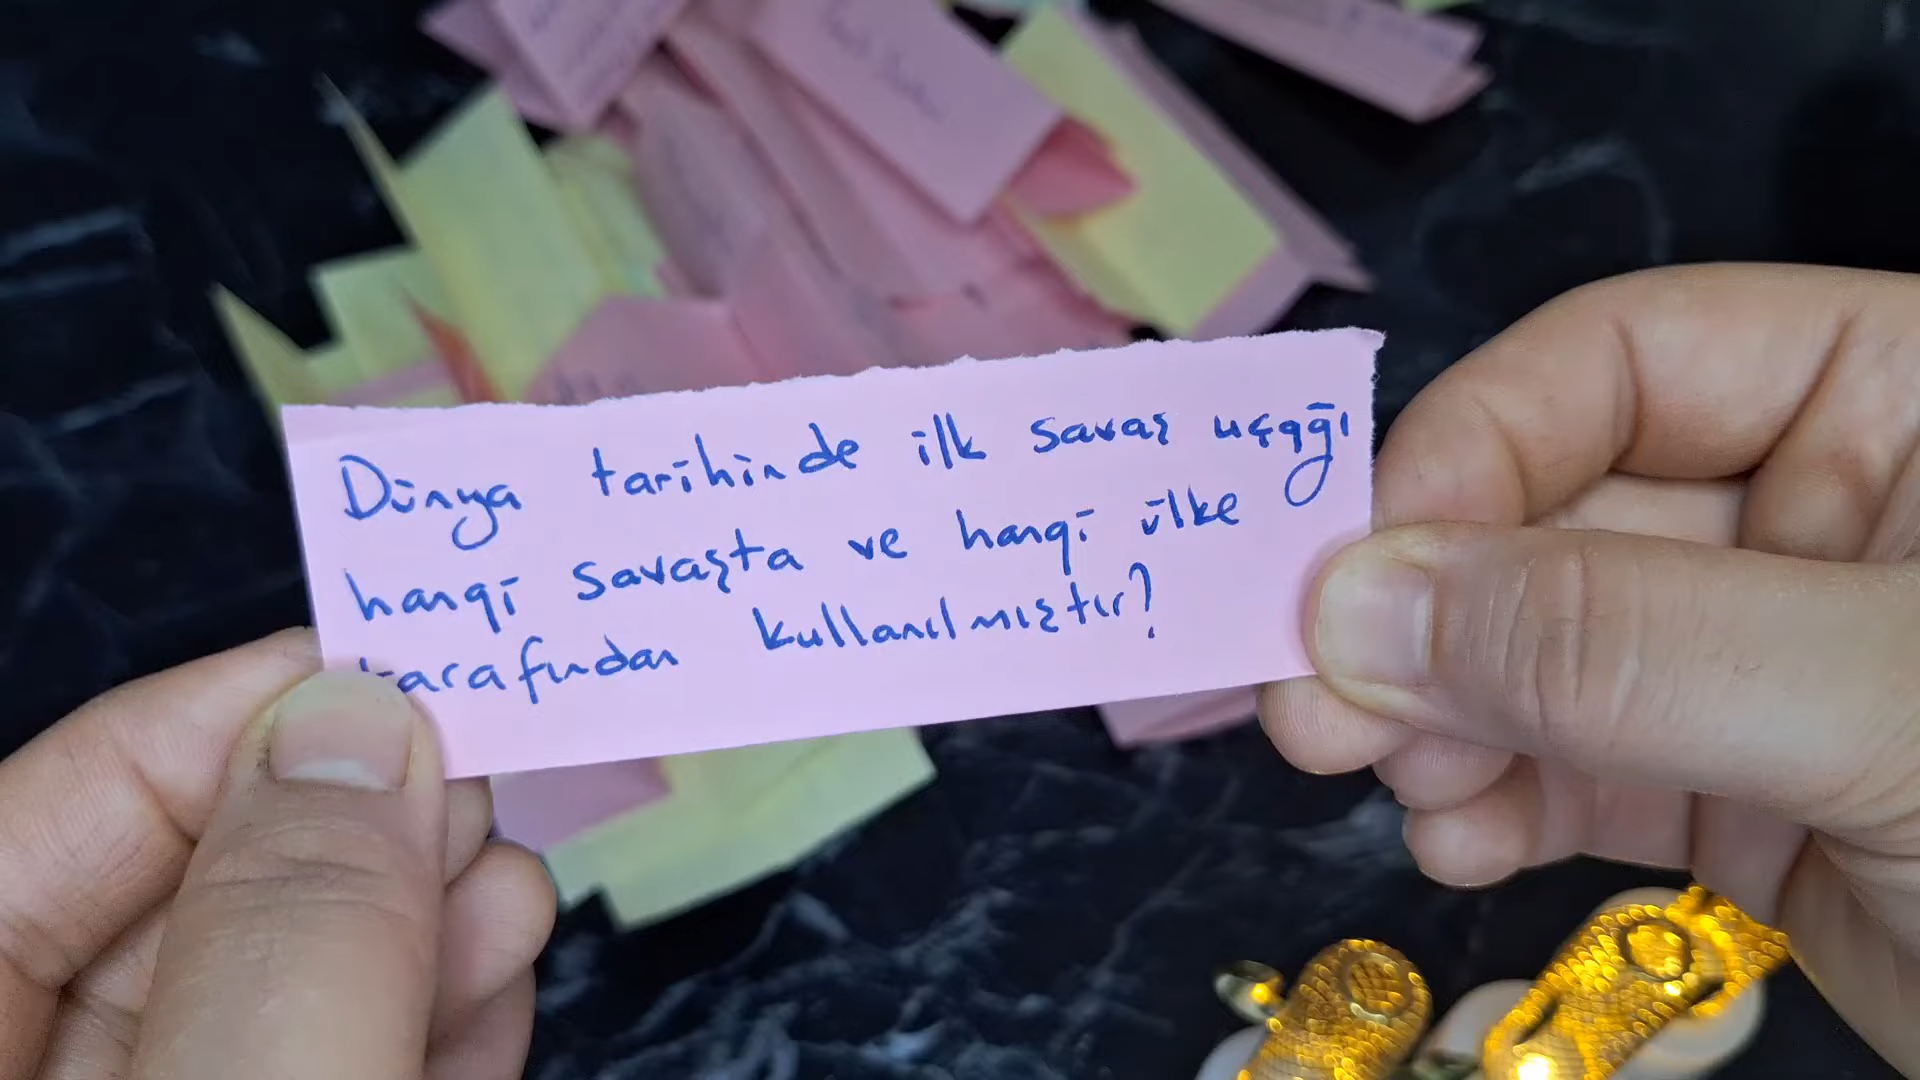 Dünya tarihinde ilk savaş uçağı
hangi savaşta ve hangi ülke
tarafından kullanılmıştır?